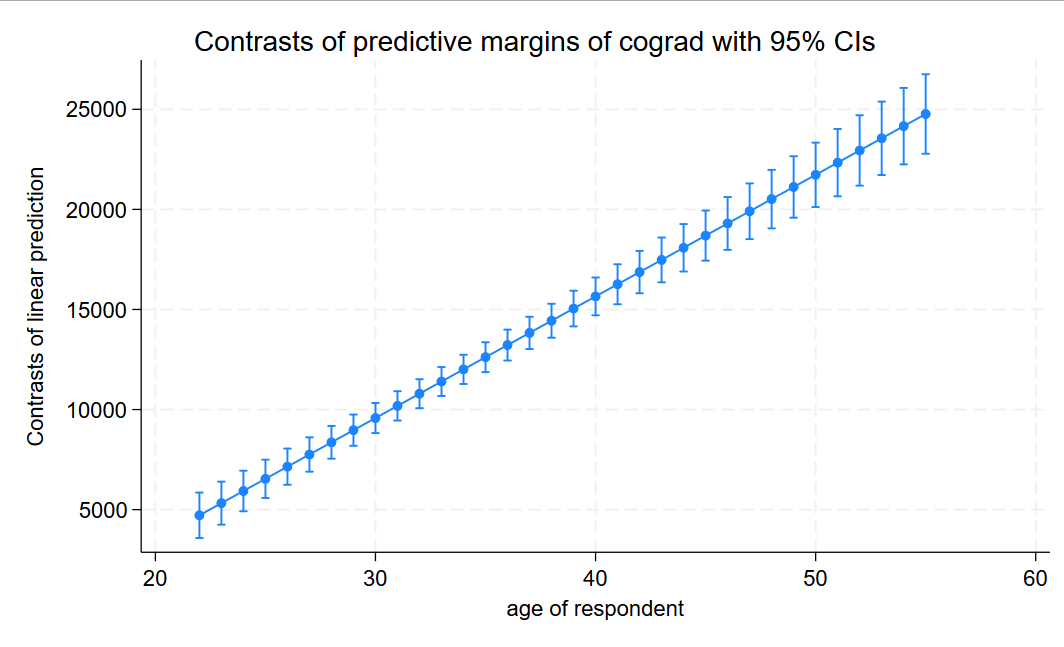 Contrasts of predictive margins of cograd with 95% CIs
Contrasts of linear prediction
25000
20000
15000
10000
5000
20 30 40 50 60
age of respondent